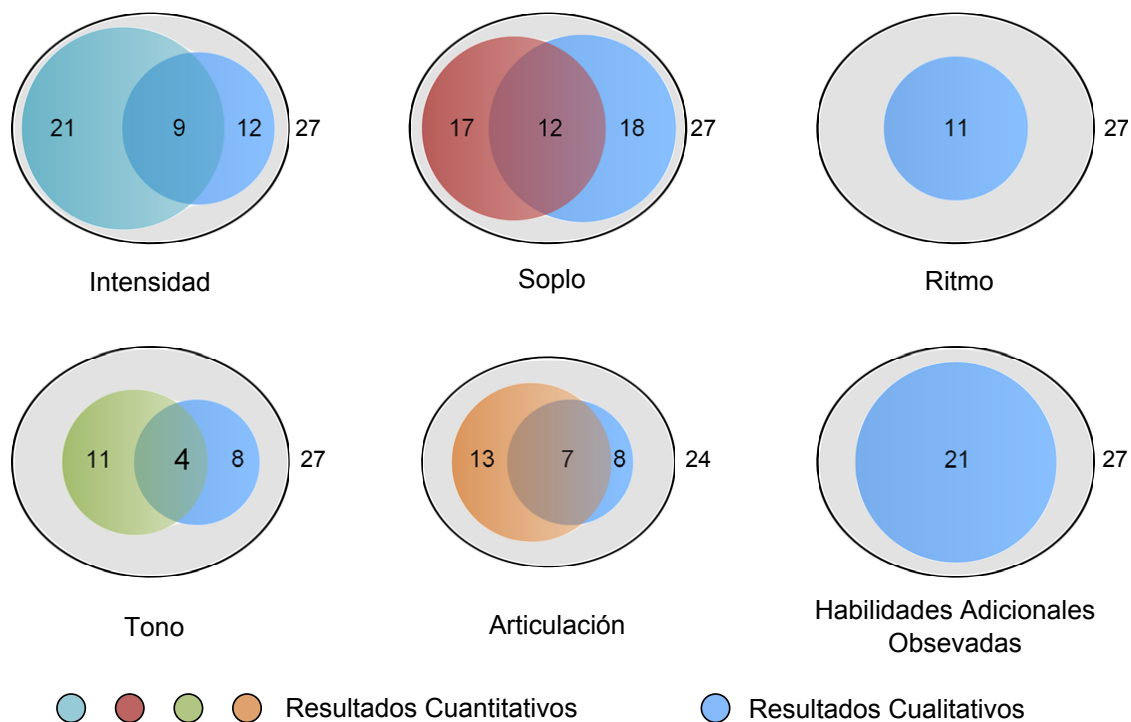 21 9 12 27
17 12 18 27
11 27
Intensidad
Soplo
Ritmo
11 4 8 27
13 7 8 24
21 27
Tono
Articulación
Habilidades Adicionales
Obsevadas
Resultados Cuantitativos
Resultados Cualitativos